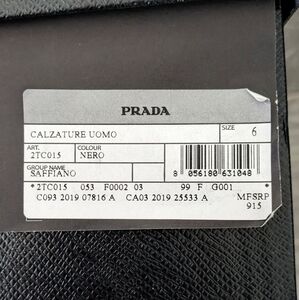 PRADA
CALZATURE UOMO SIZE 6
ART. COLOUR
2TC015 NERO
GROUP NAME
SAFFIANO 8 056180 631048
*2TC015 053 F0002 03 99 F G001 *
C093 2019 07816 A CA03 2019 25533 A MFSRP
915